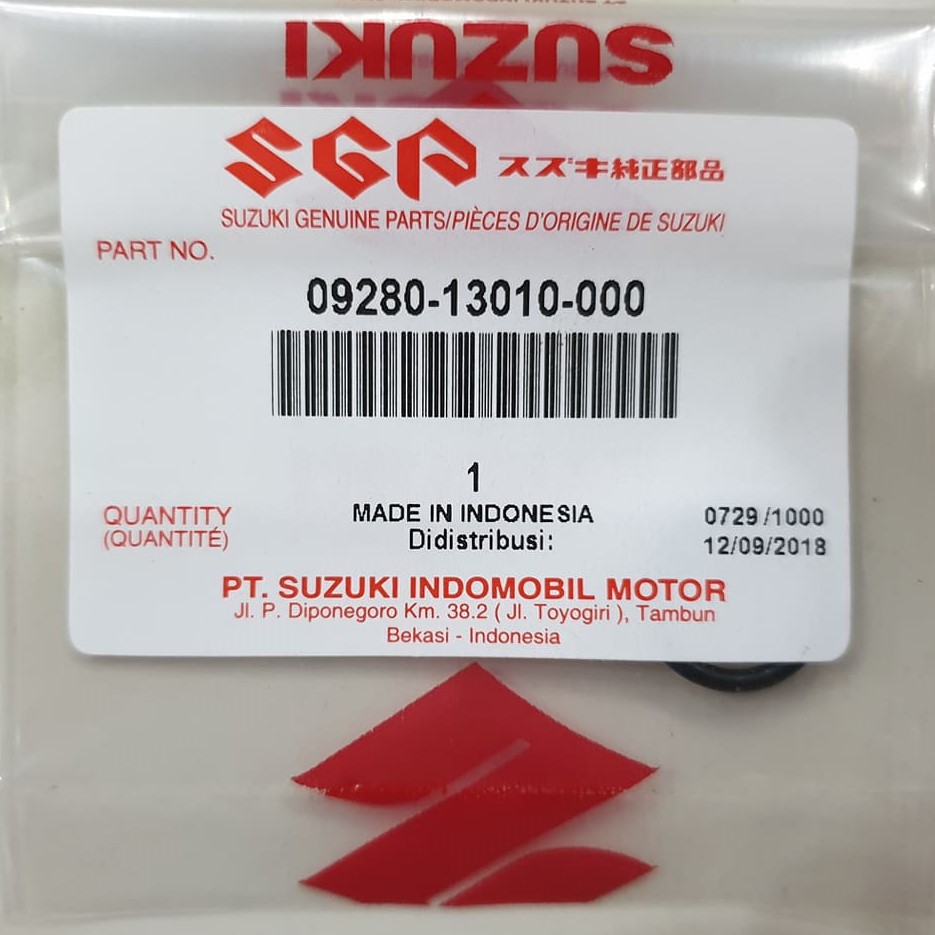 SUZUKI
SGP スズキ純正部品
SUZUKI GENUINE PARTS/PIÈCES D'ORIGINE DE SUZUKI
PART NO.
09280-13010-000
1
QUANTITY
(QUANTITÉ)
MADE IN INDONESIA
Didistribusi:
0729/1000
12/09/2018
PT. SUZUKI INDOMOBIL MOTOR
Jl. P. Diponegoro Km. 38.2 ( Jl. Toyogiri ), Tambun
Bekasi - Indonesia